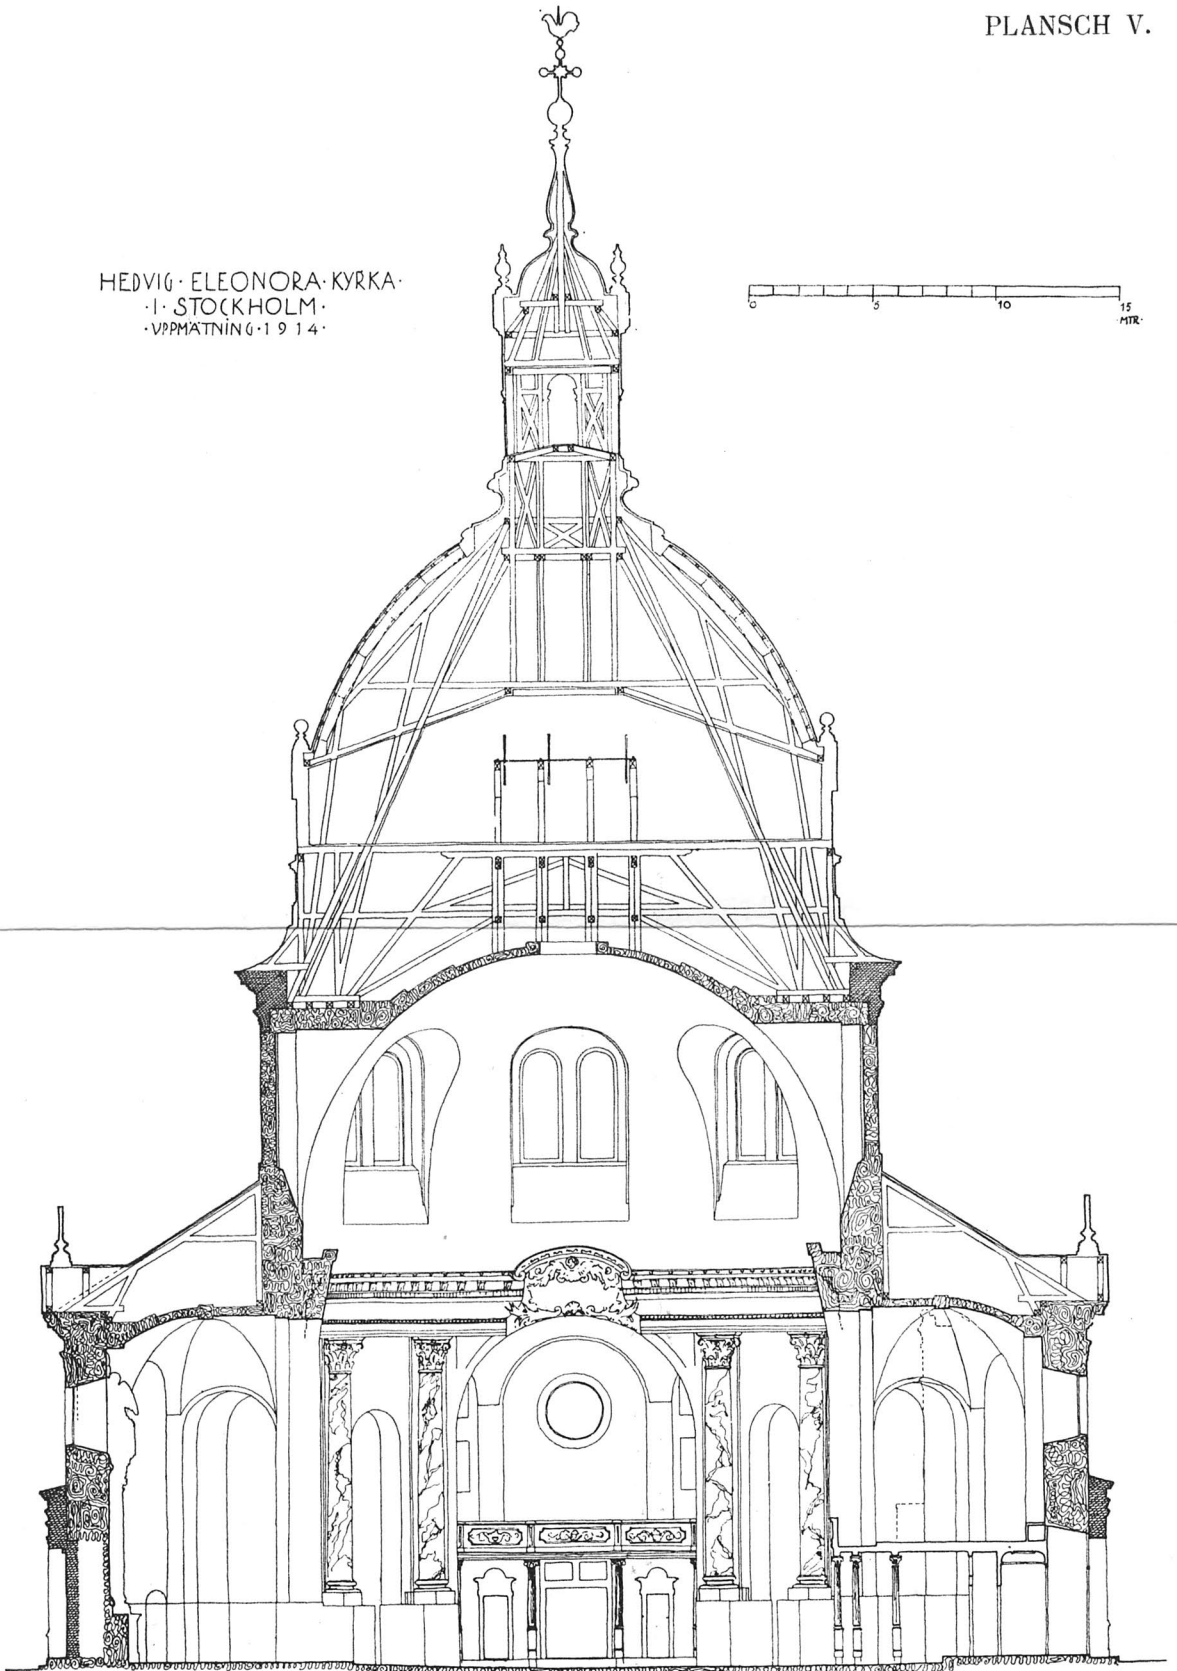 PLANSCH V.
HEDVIG · ELEONORA · KYRKA ·
· I · STOCKHOLM ·
· UPPMÄTNING · 1914 ·
0 5 10 15
· MTR ·